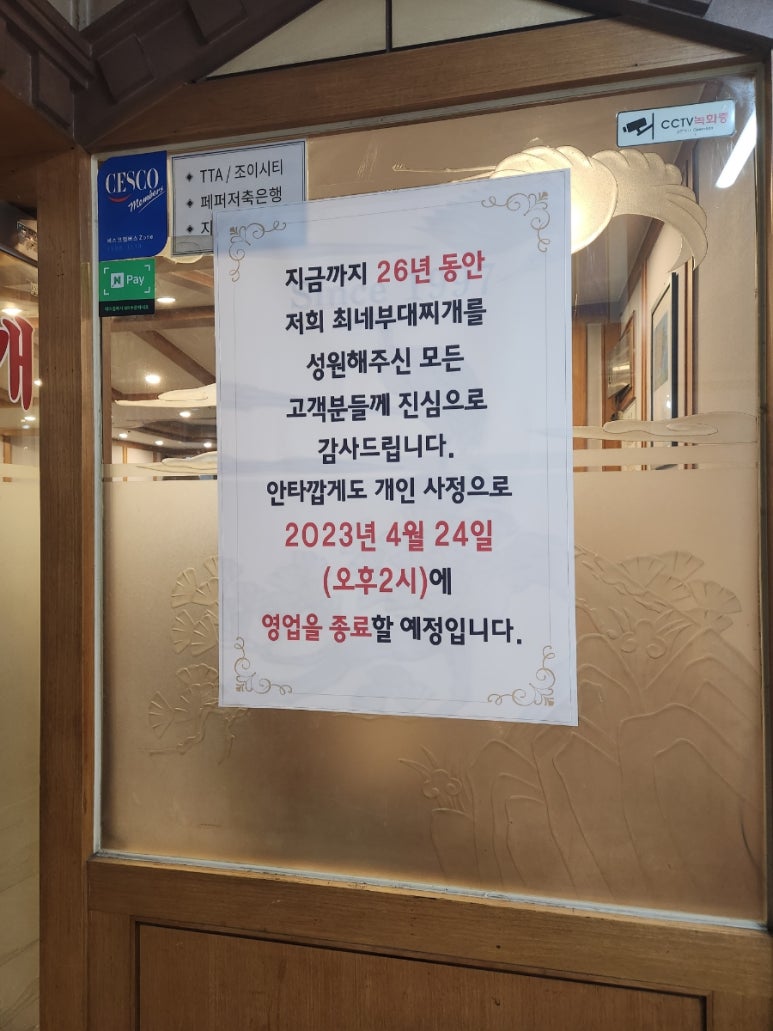 CCTV녹화중
CESCO
Members
TTA / 조이시티
페퍼저축은행
N Pay
지금까지 26년 동안
저희 최네부대찌개를
성원해주신 모든
고객분들께 진심으로
감사드립니다.
안타깝게도 개인 사정으로
2023년 4월 24일
(오후2시)에
영업을 종료할 예정입니다.
Since 1997
개